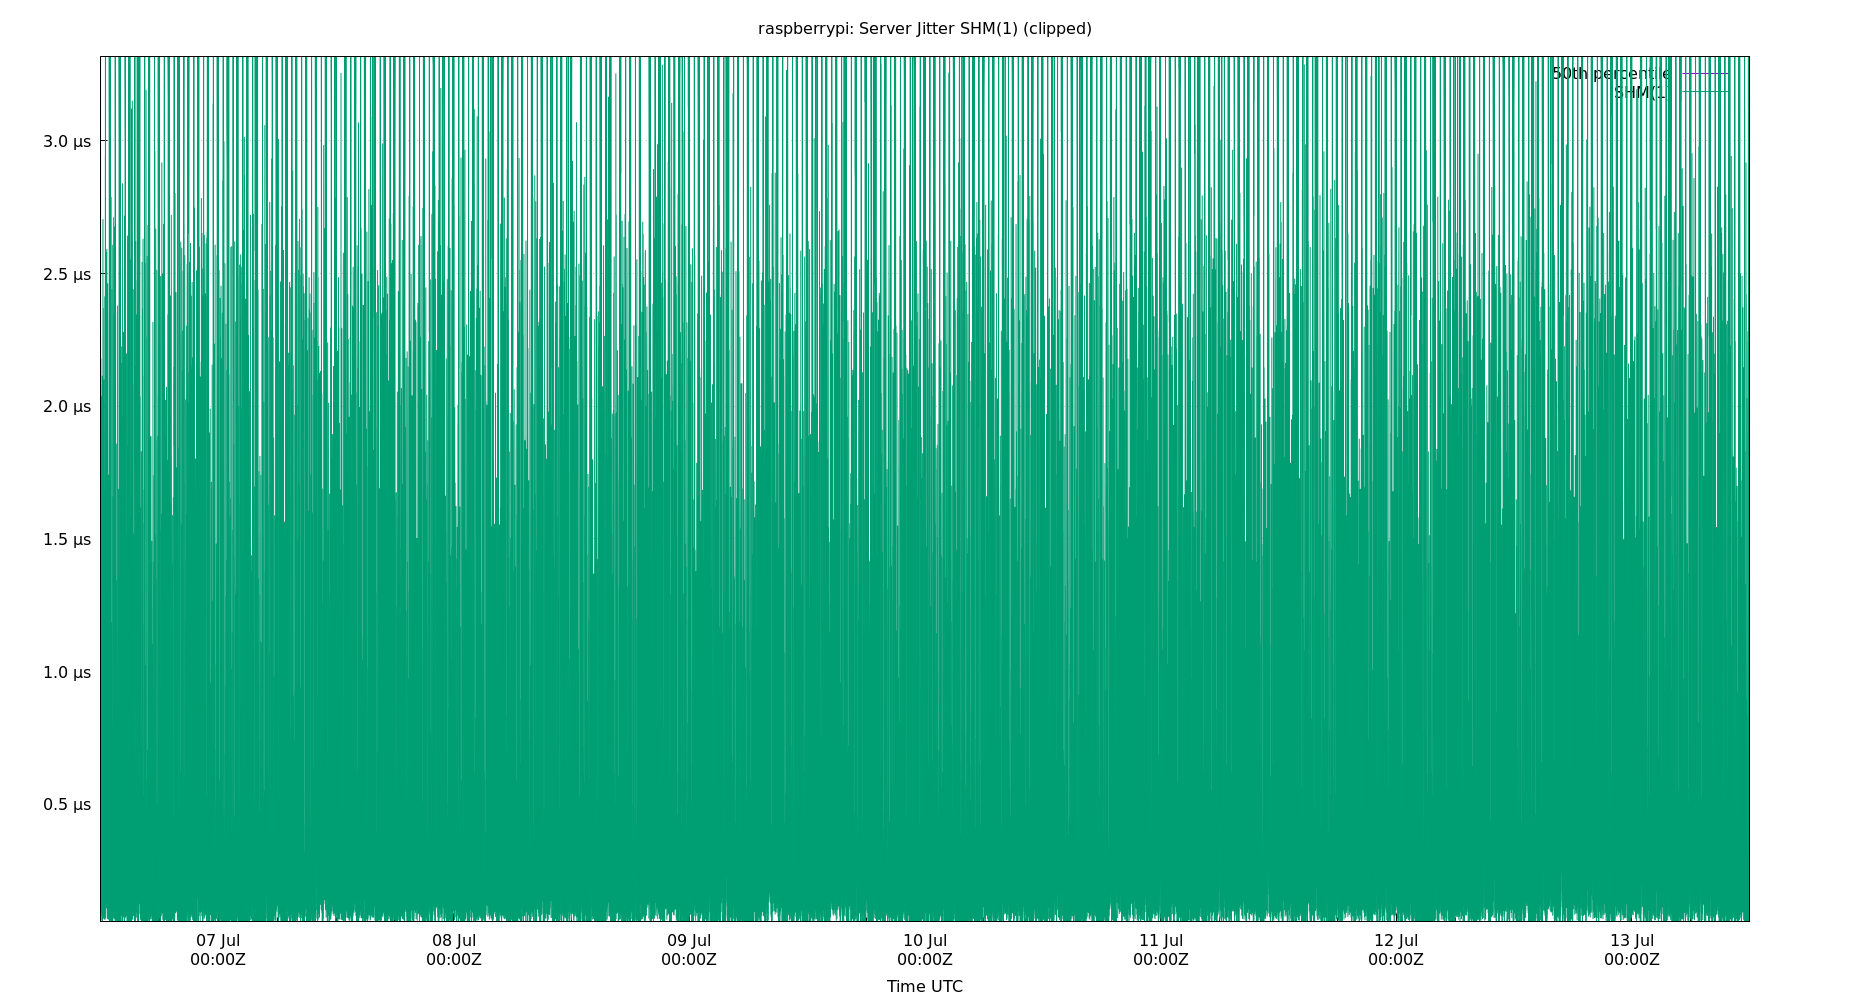 raspberrypi: Server Jitter SHM(1) (clipped)
50th percentile
SHM(1)
3.0 µs
2.5 µs
2.0 µs
1.5 µs
1.0 µs
0.5 µs
07 Jul 08 Jul 09 Jul 10 Jul 11 Jul 12 Jul 13 Jul
00:00Z 00:00Z 00:00Z 00:00Z 00:00Z 00:00Z 00:00Z
Time UTC